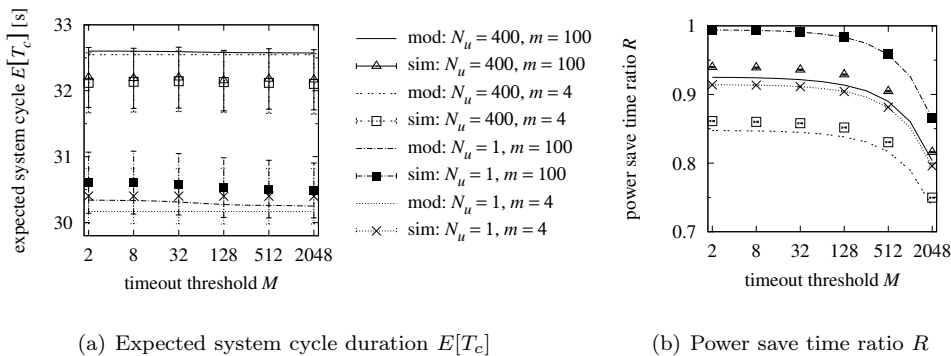 expected system cycle E[T_c] [s]
33
32
31
30
2 8 32 128 512 2048
timeout threshold M
mod: N_u = 400, m = 100
sim: N_u = 400, m = 100
mod: N_u = 400, m = 4
sim: N_u = 400, m = 4
mod: N_u = 1, m = 100
sim: N_u = 1, m = 100
mod: N_u = 1, m = 4
sim: N_u = 1, m = 4
power save time ratio R
1
0.9
0.8
0.7
2 8 32 128 512 2048
timeout threshold M
(a) Expected system cycle duration E[T_c]
(b) Power save time ratio R